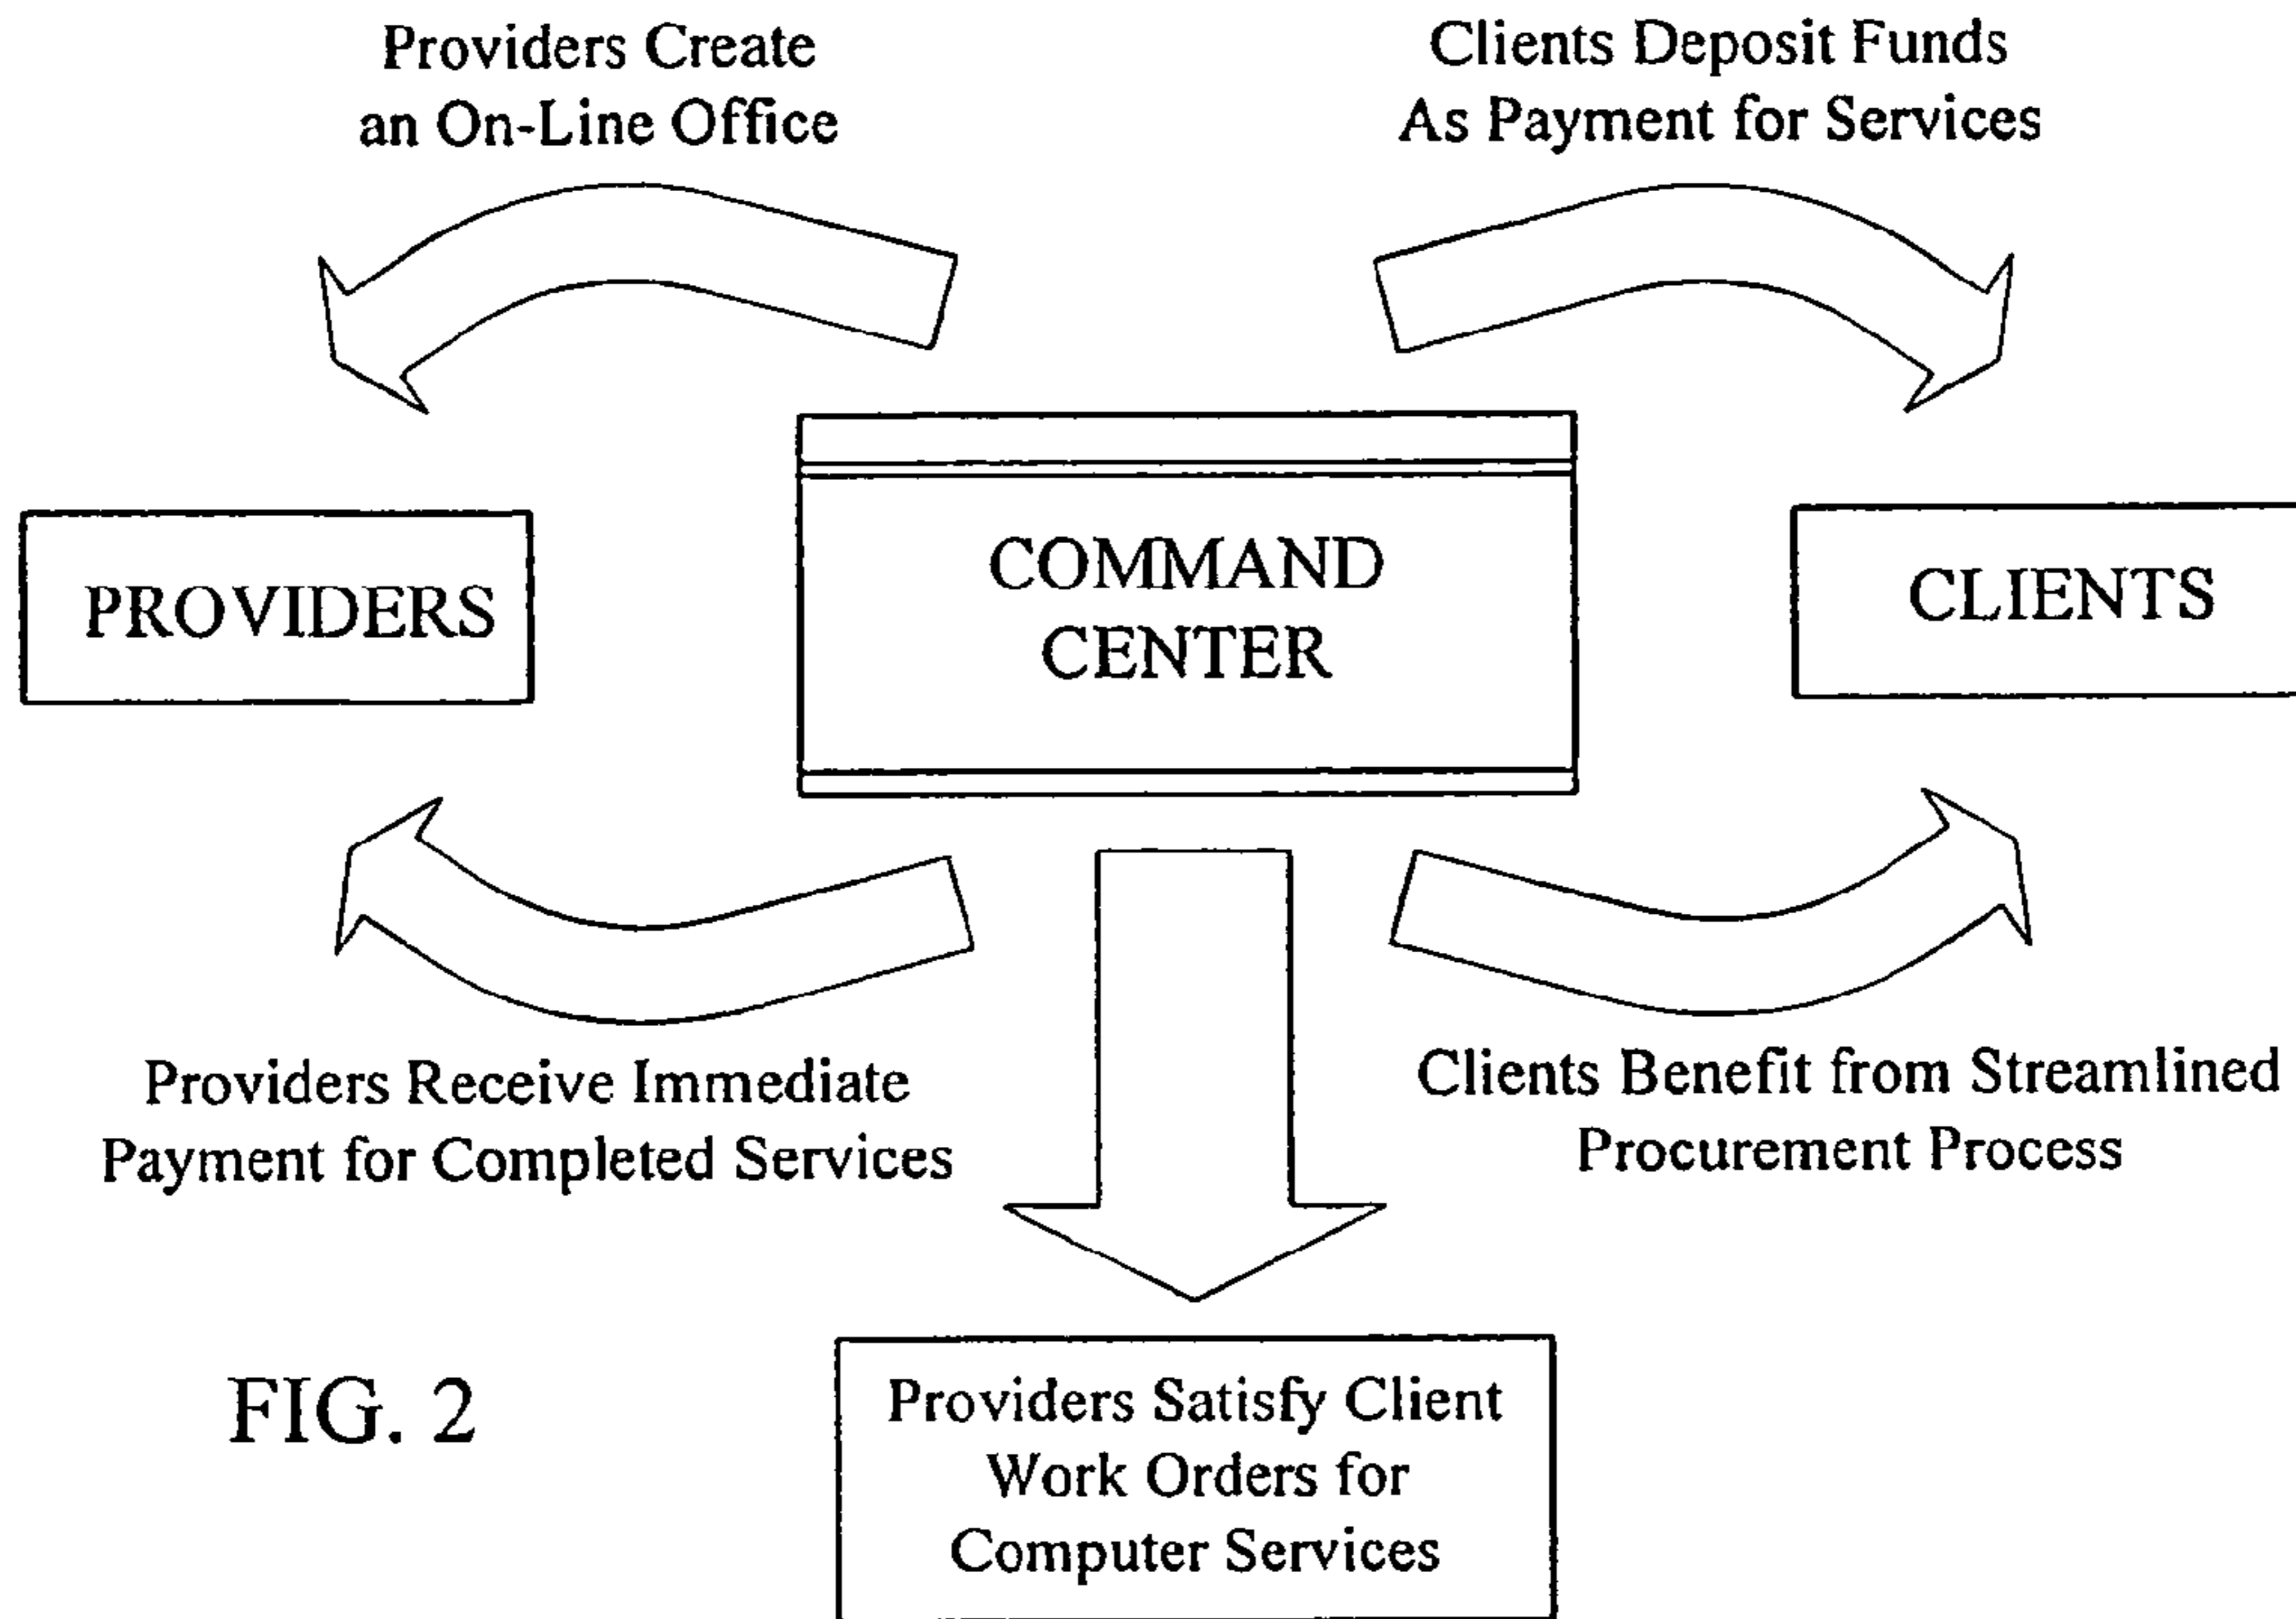 Providers Create
an On-Line Office
Clients Deposit Funds
As Payment for Services
PROVIDERS
COMMAND
CENTER
CLIENTS
Providers Receive Immediate
Payment for Completed Services
Clients Benefit from Streamlined
Procurement Process
FIG. 2
Providers Satisfy Client
Work Orders for
Computer Services